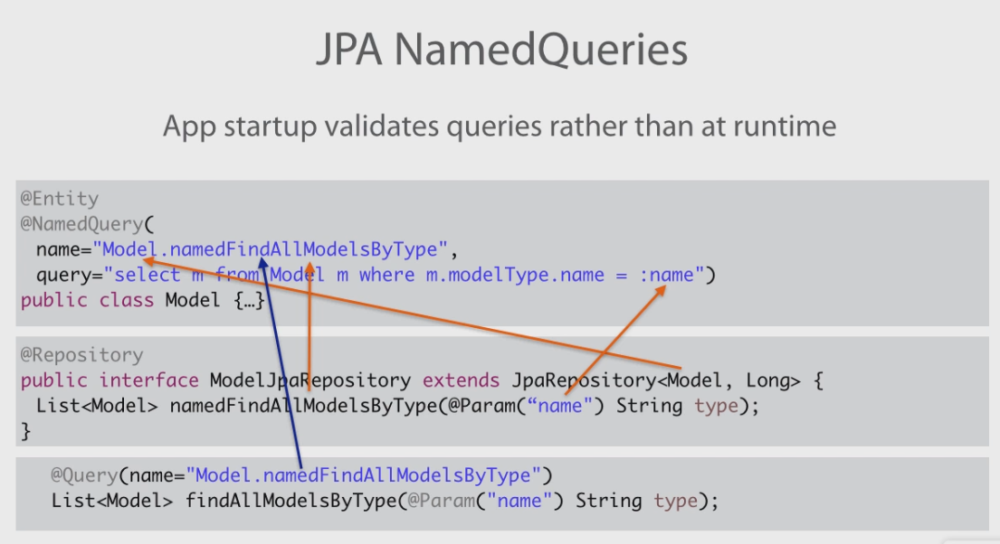 JPA NamedQueries
App startup validates queries rather than at runtime
@Entity
@NamedQuery(
name="Model.namedFindAllModelsByType",
query="select m from Model m where m.modelType.name = :name")
public class Model {…}
@Repository
public interface ModelJpaRepository extends JpaRepository<Model, Long> {
List<Model> namedFindAllModelsByType(@Param(“name") String type);
}
@Query(name="Model.namedFindAllModelsByType")
List<Model> findAllModelsByType(@Param("name") String type);